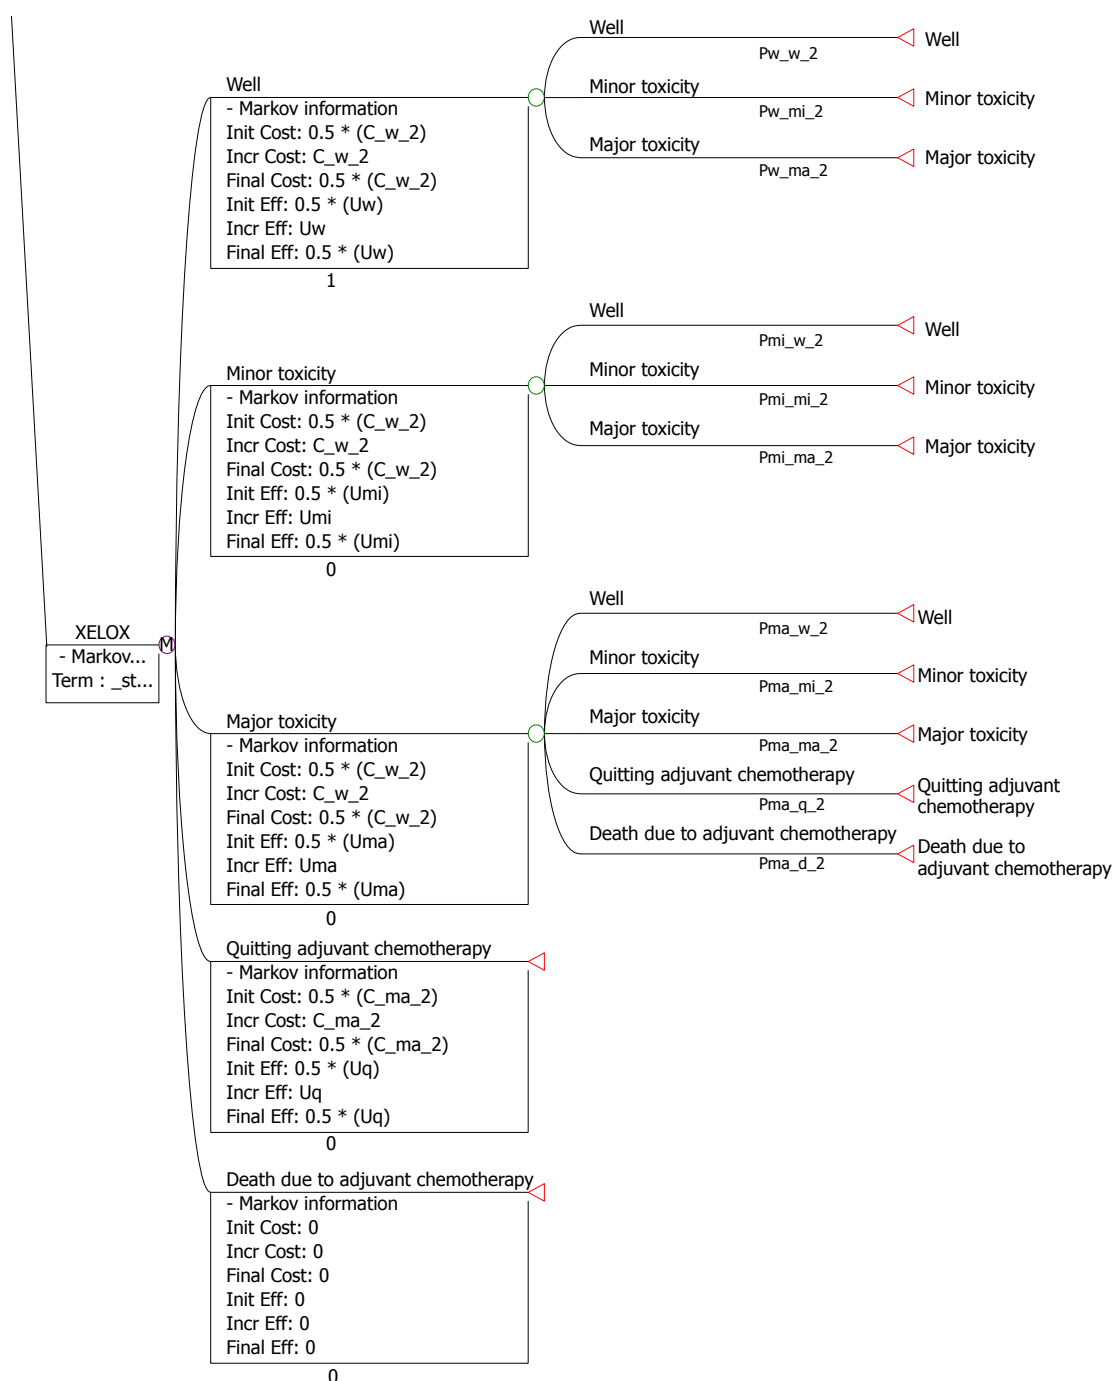 Well
Pw_w_2
Well
Minor toxicity
Pw_mi_2
Minor toxicity
Major toxicity
Pw_ma_2
Major toxicity
Well
- Markov information
Init Cost: 0.5 * (C_w_2)
Incr Cost: C_w_2
Final Cost: 0.5 * (C_w_2)
Init Eff: 0.5 * (Uw)
Incr Eff: Uw
Final Eff: 0.5 * (Uw)
1
Well
Pmi_w_2
Well
Minor toxicity
Pmi_mi_2
Minor toxicity
Major toxicity
Pmi_ma_2
Major toxicity
Minor toxicity
- Markov information
Init Cost: 0.5 * (C_w_2)
Incr Cost: C_w_2
Final Cost: 0.5 * (C_w_2)
Init Eff: 0.5 * (Umi)
Incr Eff: Umi
Final Eff: 0.5 * (Umi)
0
XELOX
M
- Markov...
Term : _st...
Well
Pma_w_2
Well
Minor toxicity
Pma_mi_2
Minor toxicity
Major toxicity
Pma_ma_2
Major toxicity
Quitting adjuvant chemotherapy
Pma_q_2
Quitting adjuvant
chemotherapy
Death due to adjuvant chemotherapy
Pma_d_2
Death due to
adjuvant chemotherapy
Major toxicity
- Markov information
Init Cost: 0.5 * (C_w_2)
Incr Cost: C_w_2
Final Cost: 0.5 * (C_w_2)
Init Eff: 0.5 * (Uma)
Incr Eff: Uma
Final Eff: 0.5 * (Uma)
0
Quitting adjuvant chemotherapy
- Markov information
Init Cost: 0.5 * (C_ma_2)
Incr Cost: C_ma_2
Final Cost: 0.5 * (C_ma_2)
Init Eff: 0.5 * (Uq)
Incr Eff: Uq
Final Eff: 0.5 * (Uq)
0
Death due to adjuvant chemotherapy
- Markov information
Init Cost: 0
Incr Cost: 0
Final Cost: 0
Init Eff: 0
Incr Eff: 0
Final Eff: 0
0